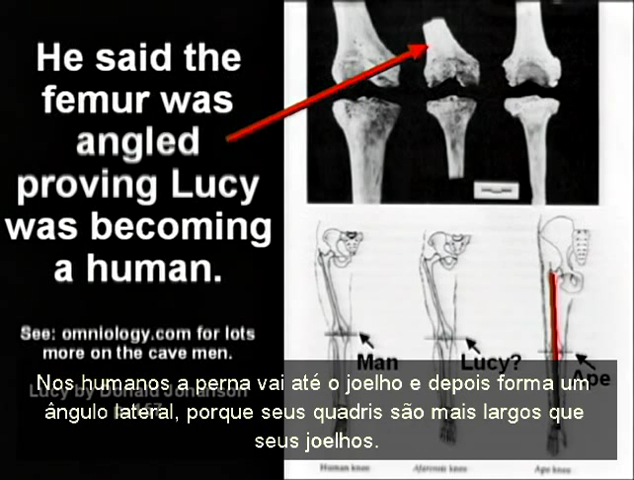 He said the
femur was
angled
proving Lucy
was becoming
a human.
See: omniology.com for lots
more on the cave men.
Lucy by Donald Johanson
Man
Lucy?
Ape
Nos humanos a perna vai até o joelho e depois forma um
ângulo lateral, porque seus quadris são mais largos que
seus joelhos.
Human knee
Afarensis knee
Ape knee